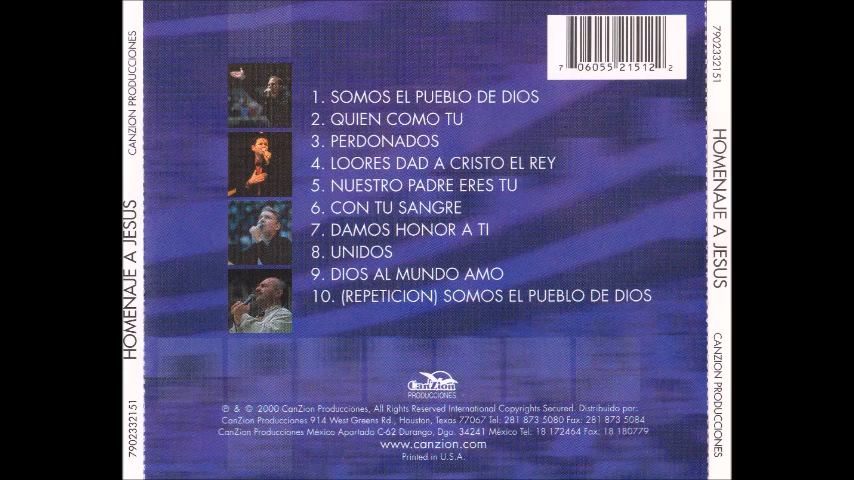 CANZION PRODUCCIONES
HOMENAJE A JESUS
7902332151
7 06055 21512 2
1. SOMOS EL PUEBLO DE DIOS
2. QUIEN COMO TU
3. PERDONADOS
4. LOORES DAD A CRISTO EL REY
5. NUESTRO PADRE ERES TU
6. CON TU SANGRE
7. DAMOS HONOR A TI
8. UNIDOS
9. DIOS AL MUNDO AMO
10. (REPETICION) SOMOS EL PUEBLO DE DIOS
CanZion
PRODUCCIONES
℗ & © 2000 CanZion Producciones, All Rights Reserved International Copyrights Secured. Distribuido por:
CanZion Producciones 914 West Greens Rd., Houston, Texas 77067 Tel: 281 873 5080 Fax: 281 873 5084
CanZion Producciones México Apartado C-62 Durango, Dgo. 34241 México Tel. 18 172464 Fax: 18 180779
www.canzion.com
Printed in U.S.A.
7902332151
HOMENAJE A JESUS
CANZION PRODUCCIONES